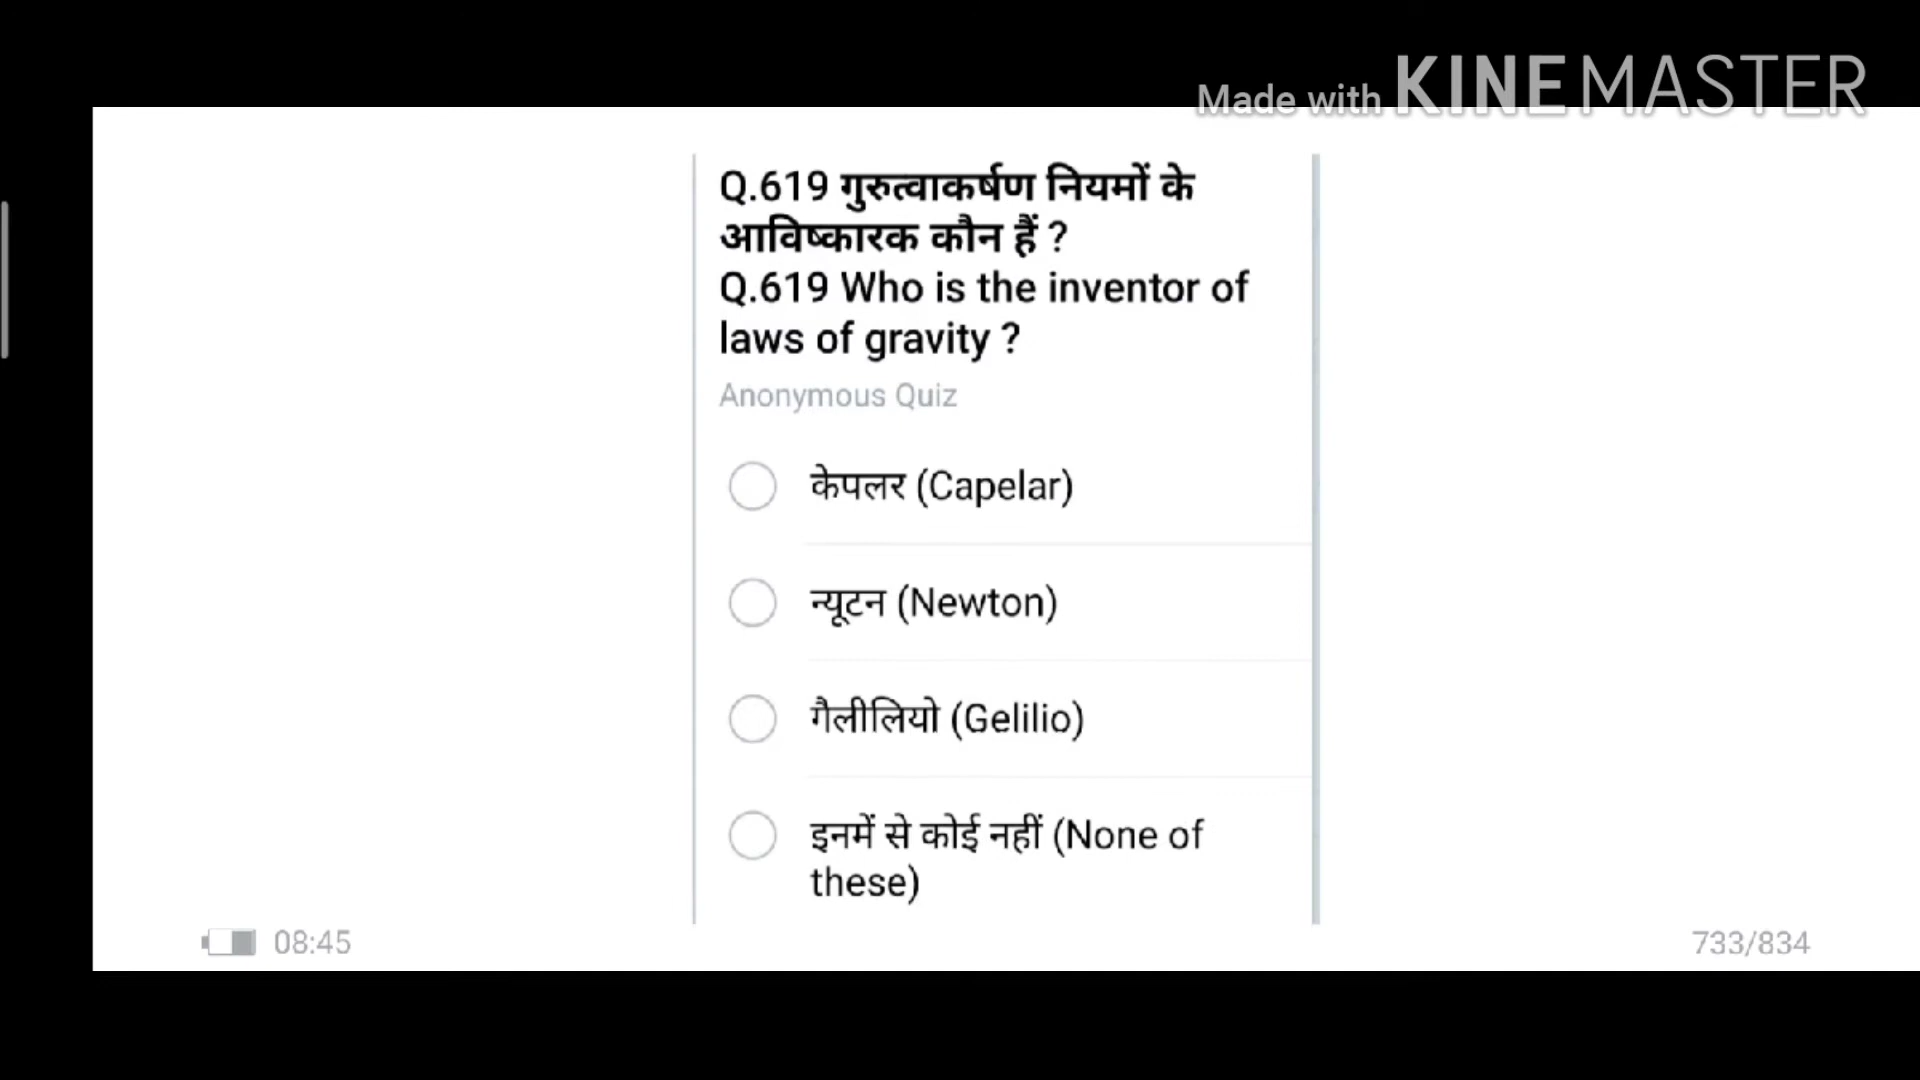 Made with KINEMASTER
Q.619 गुरुत्वाकर्षण नियमों के
आविष्कारक कौन हैं ?
Q.619 Who is the inventor of
laws of gravity ?
Anonymous Quiz
केपलर (Capelar)
न्यूटन (Newton)
गैलीलियो (Gelilio)
इनमें से कोई नहीं (None of
these)
08:45
733/834